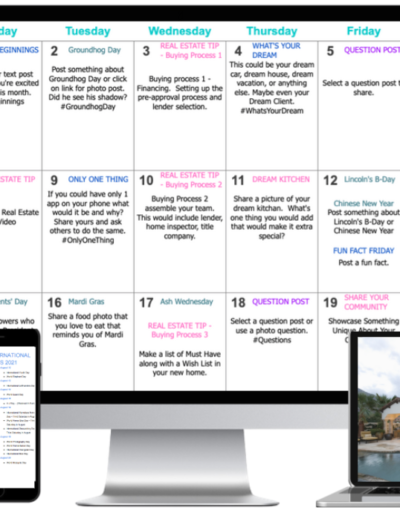 day Tuesday Wednesday Thursday Friday
EGINNINGS
r text post
u're excited
is month.
ginnings
2 Groundhog Day
Post something about
Groundhog Day or click
on link for photo post.
Did he see his shadow?
#GroundhogDay
3 REAL ESTATE TIP -
Buying Process 1
Buying process 1 -
Financing. Setting up the
pre-approval process and
lender selection.
4 WHAT'S YOUR
DREAM
This could be your dream
car, dream house, dream
vacation, or anything
else. Maybe even your
Dream Client.
#WhatsYourDream
5 QUESTION POST
Select a question post to
share.
STATE TIP
Real Estate
ideo
9 ONLY ONE THING
If you could have only 1
app on your phone what
would it be and why?
Share yours and ask
others to do the same.
#OnlyOneThing
10 REAL ESTATE TIP -
Buying Process 2
Buying Process 2
assemble your team.
This would include lender,
home inspector, title
company.
11 DREAM KITCHEN
Share a picture of your
dream kitchen. What's
one thing you would add
that would make it extra
special?
12 Lincoln's B-Day
Chinese New Year
Post something about
Lincoln's B-Day or
Chinese New Year
FUN FACT FRIDAY
Post a fun fact.
ents' Day
owers who
16 Mardi Gras
Share a food photo that
you love to eat that
reminds you of Mardi
Gras.
17 Ash Wednesday
REAL ESTATE TIP -
Buying Process 3
Make a list of Must Have
along with a Wish List in
your new home.
18 QUESTION POST
Select a question post or
use a photo question.
#Questions
19 SHARE YOUR
COMMUNITY
Showcase Something
Unique About Your
TERNATIONAL
S 2021